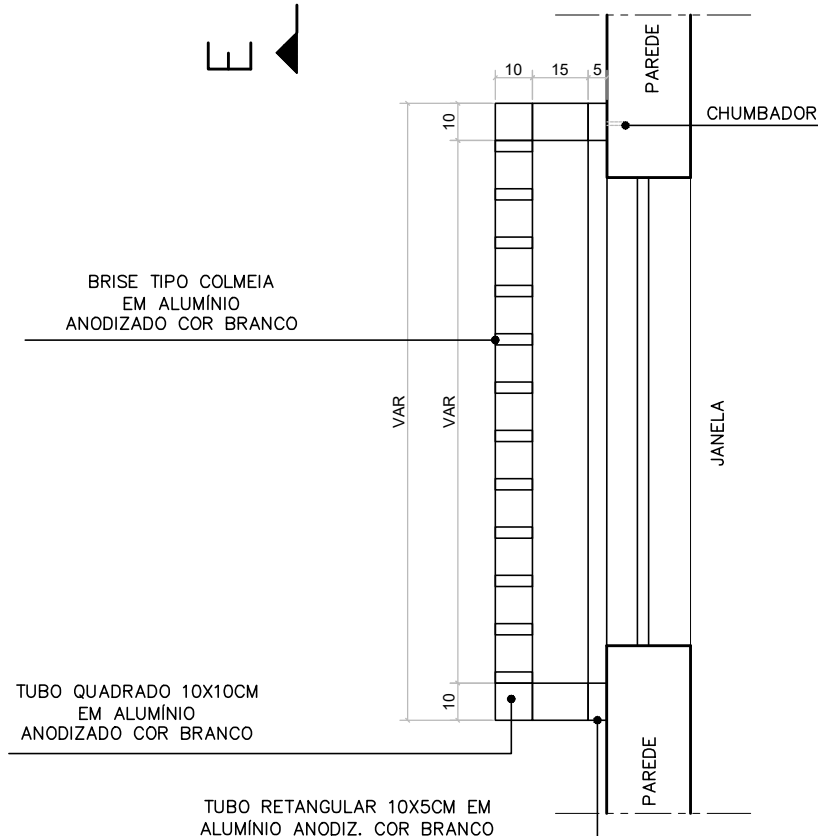 E
10 15 5
PAREDE
10
CHUMBADOR
BRISE TIPO COLMEIA
EM ALUMÍNIO
ANODIZADO COR BRANCO
VAR
VAR
JANELA
TUBO QUADRADO 10X10CM
EM ALUMÍNIO
ANODIZADO COR BRANCO
10
PAREDE
TUBO RETANGULAR 10X5CM EM
ALUMÍNIO ANODIZ. COR BRANCO